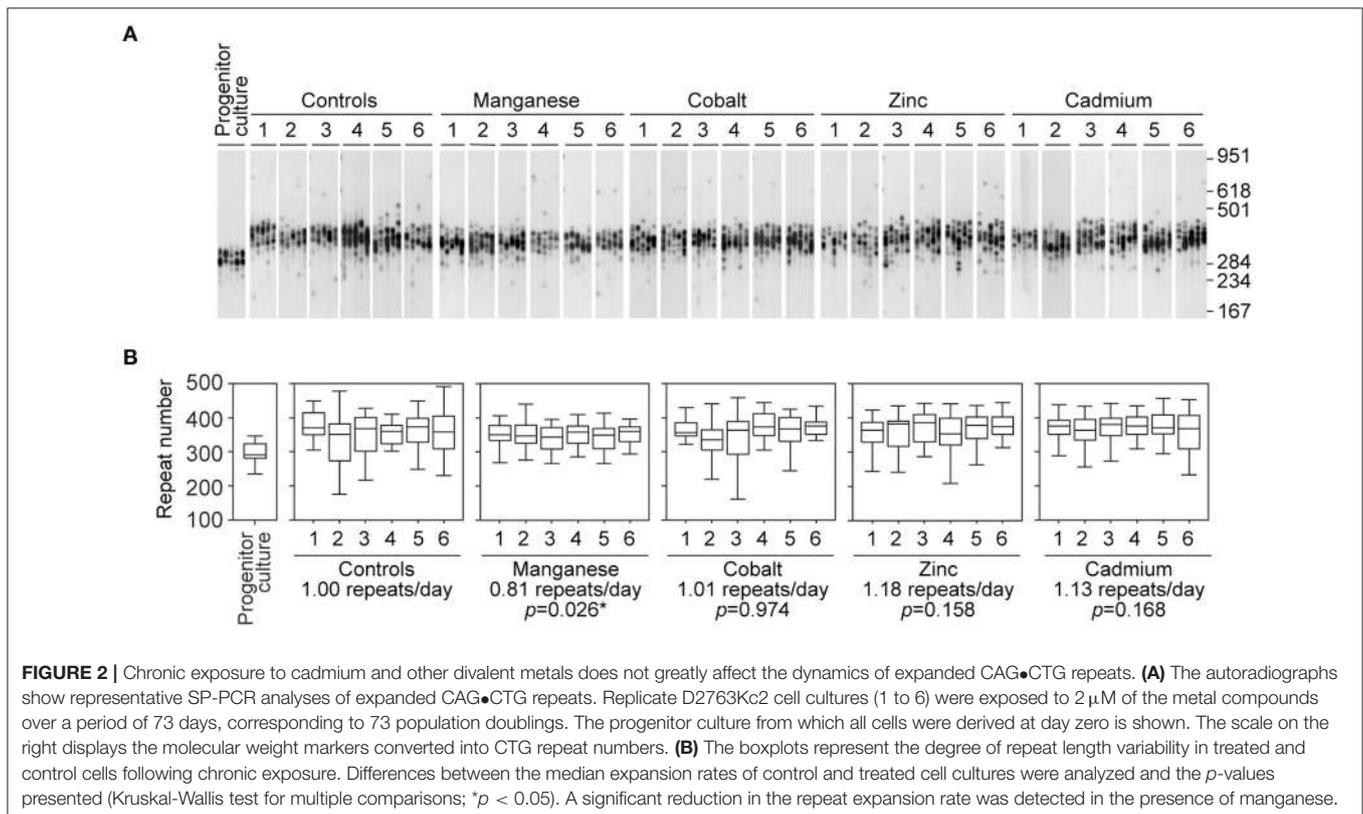 A
Progenitor
culture
Controls Manganese Cobalt Zinc Cadmium
1 2 3 4 5 6 1 2 3 4 5 6 1 2 3 4 5 6 1 2 3 4 5 6 1 2 3 4 5 6
951
618
501
284
234
167
B
Repeat number
500
400
300
200
100
Progenitor
culture
1 2 3 4 5 6 1 2 3 4 5 6 1 2 3 4 5 6 1 2 3 4 5 6 1 2 3 4 5 6
Controls Manganese Cobalt Zinc Cadmium
1.00 repeats/day 0.81 repeats/day 1.01 repeats/day 1.18 repeats/day 1.13 repeats/day
p=0.026* p=0.974 p=0.158 p=0.168
FIGURE 2 | Chronic exposure to cadmium and other divalent metals does not greatly affect the dynamics of expanded CAG●CTG repeats. (A) The autoradiographs
show representative SP-PCR analyses of expanded CAG●CTG repeats. Replicate D2763Kc2 cell cultures (1 to 6) were exposed to 2 μM of the metal compounds
over a period of 73 days, corresponding to 73 population doublings. The progenitor culture from which all cells were derived at day zero is shown. The scale on the
right displays the molecular weight markers converted into CTG repeat numbers. (B) The boxplots represent the degree of repeat length variability in treated and
control cells following chronic exposure. Differences between the median expansion rates of control and treated cell cultures were analyzed and the p-values
presented (Kruskal-Wallis test for multiple comparisons; *p < 0.05). A significant reduction in the repeat expansion rate was detected in the presence of manganese.